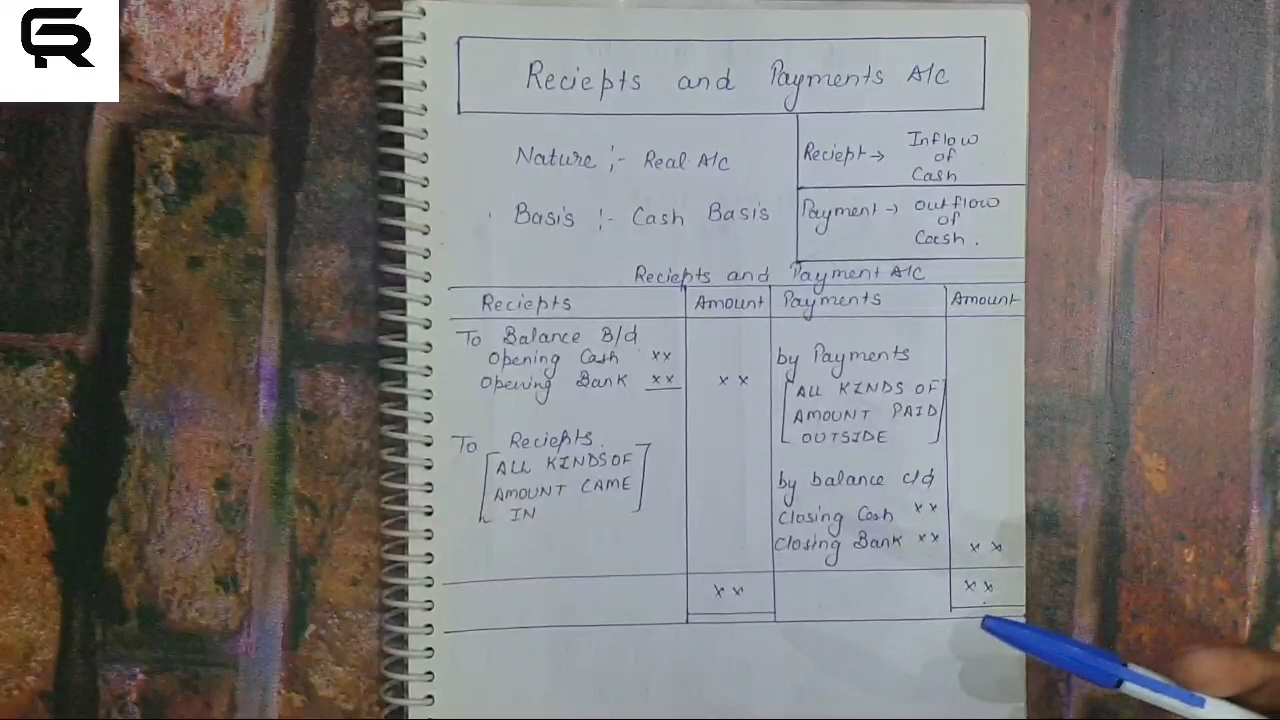 GR
Reciepts and Payments A/c
Nature :- Real A/c
Basis :- Cash Basis
Reciept → Inflow
of
Cash
Payment → outflow
of
Cash.
Reciepts and Payment A/C
Reciepts Amount Payments Amount
To Balance B/d
Opening Cash xx
Opening Bank xx xx
To Reciepts.
[ALL KINDS OF
AMOUNT CAME
IN]
by Payments
[ALL KINDS OF
AMOUNT PAID
OUTSIDE]
by balance c/d
Closing Cash xx
Closing Bank xx xx
xx xx